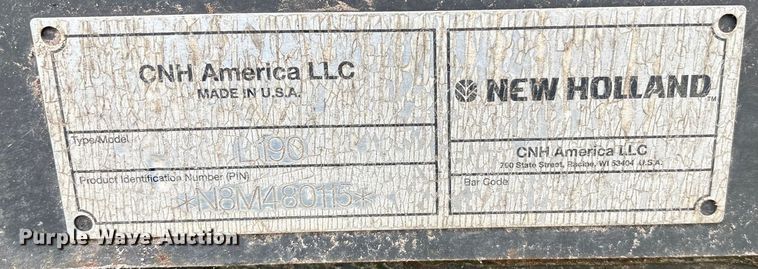 CNH America LLC
MADE IN U.S.A.
Type/Model
L190
Product Identification Number (PIN)
*N8M480115*
NEW HOLLAND™
CNH America LLC
700 State Street, Racine, WI 53404 U.S.A.
Bar Code
Purple Wave Auction